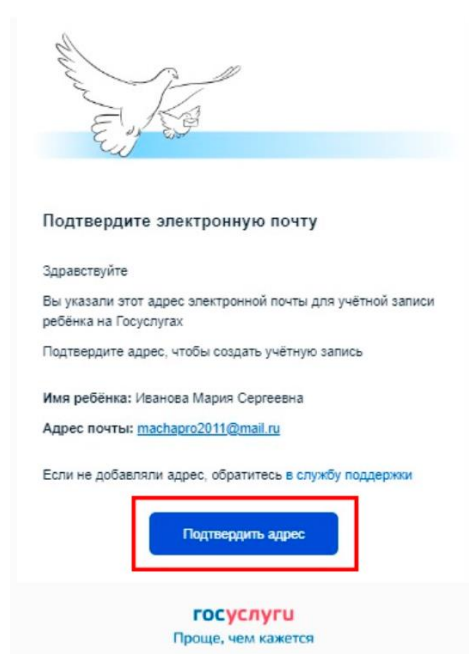 Подтвердите электронную почту
Здравствуйте
Вы указали этот адрес электронной почты для учётной записи
ребёнка на Госуслугах
Подтвердите адрес, чтобы создать учётную запись
Имя ребёнка: Иванова Мария Сергеевна
Адрес почты: machapro2011@mail.ru
Если не добавляли адрес, обратитесь в службу поддержки
Подтвердить адрес
госуслуги
Проще, чем кажется